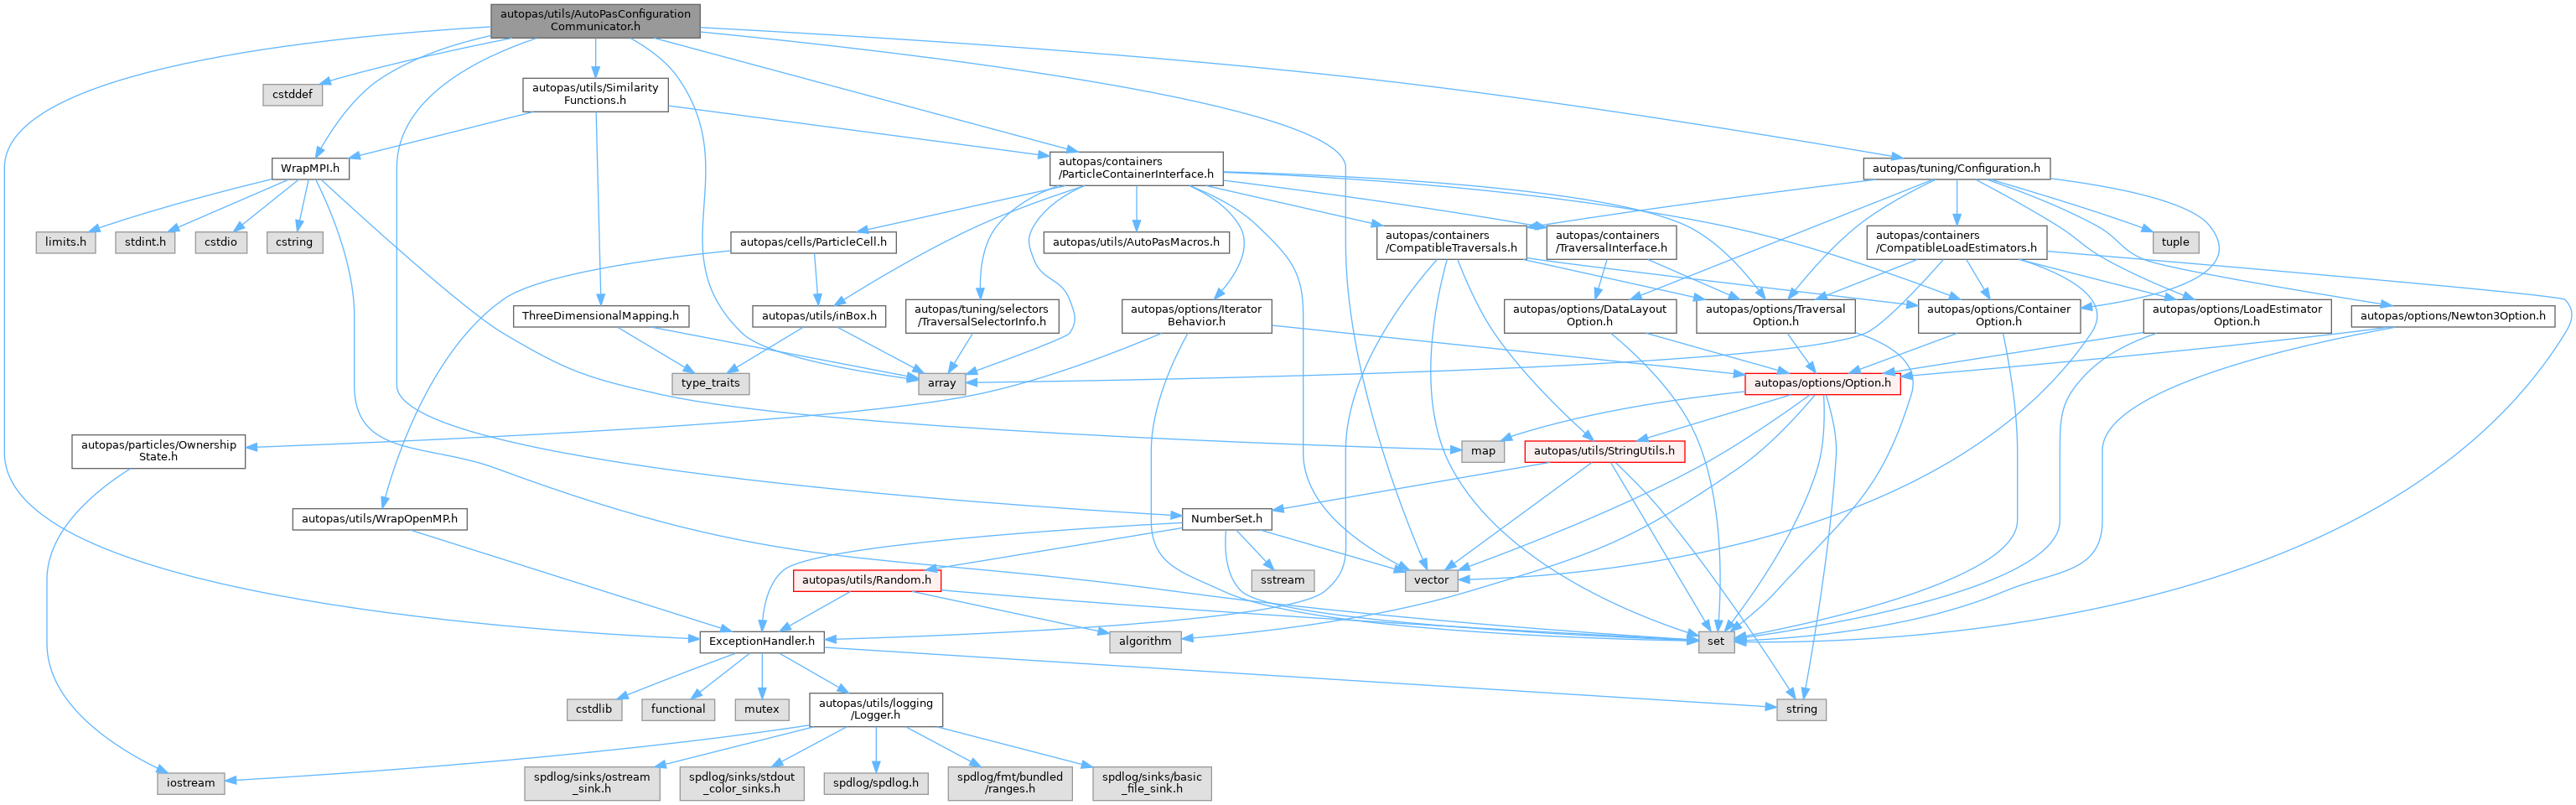 autopas/utils/AutoPasConfiguration
Communicator.h
cstddef
autopas/utils/Similarity
Functions.h
WrapMPI.h
autopas/containers
/ParticleContainerInterface.h
autopas/tuning/Configuration.h
limits.h
stdint.h
cstdio
cstring
autopas/cells/ParticleCell.h
autopas/utils/AutoPasMacros.h
autopas/containers
/CompatibleTraversals.h
autopas/containers
/TraversalInterface.h
autopas/containers
/CompatibleLoadEstimators.h
tuple
ThreeDimensionalMapping.h
autopas/utils/inBox.h
autopas/tuning/selectors
/TraversalSelectorInfo.h
autopas/options/Iterator
Behavior.h
autopas/options/DataLayout
Option.h
autopas/options/Traversal
Option.h
autopas/options/Container
Option.h
autopas/options/LoadEstimator
Option.h
autopas/options/Newton3Option.h
type_traits
array
autopas/options/Option.h
autopas/particles/Ownership
State.h
map
autopas/utils/StringUtils.h
autopas/utils/WrapOpenMP.h
NumberSet.h
autopas/utils/Random.h
sstream
vector
ExceptionHandler.h
algorithm
set
cstdlib
functional
mutex
autopas/utils/logging
/Logger.h
string
iostream
spdlog/sinks/ostream
_sink.h
spdlog/sinks/stdout
_color_sinks.h
spdlog/spdlog.h
spdlog/fmt/bundled
/ranges.h
spdlog/sinks/basic
_file_sink.h